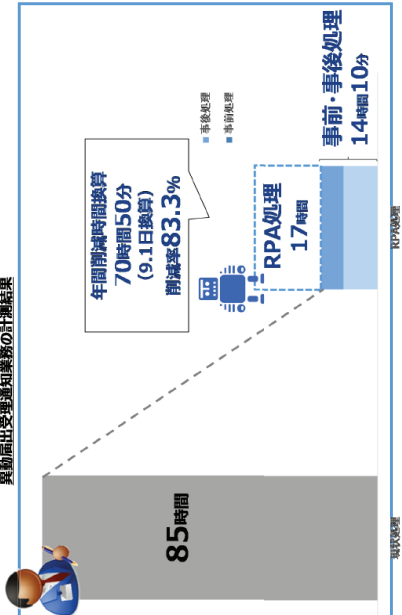 異動届出受理通知業務の計測結果
年間削減時間換算
70時間50分
（9.1日換算）
削減率83.3%
事後処理
事前処理
85時間
RPA処理
17時間
事前・事後処理
14時間10分
現状処理
RPA処理